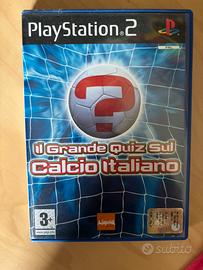 PlayStation 2
?
il Grande Quiz Sul
Calcio Italiano
3+
subito